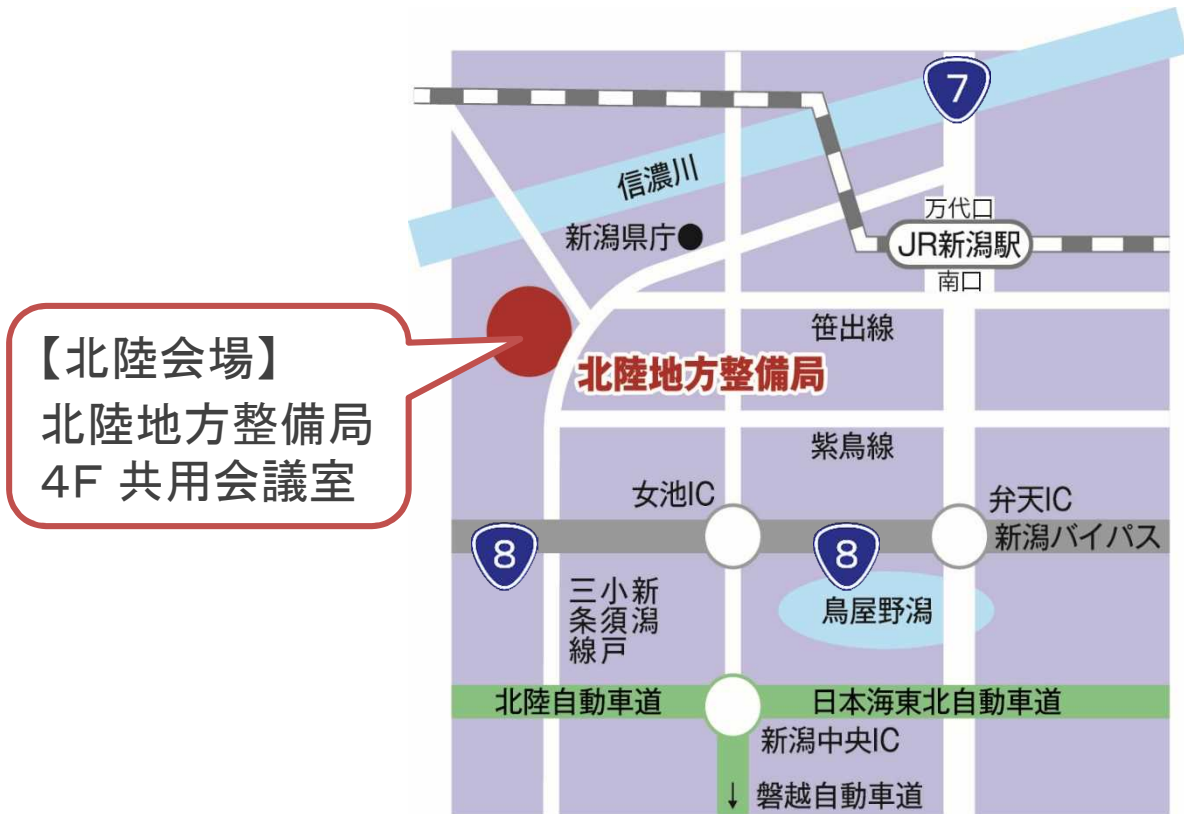 7
信濃川
万代口
新潟県庁
JR新潟駅
南口
笹出線
【北陸会場】
北陸地方整備局
4F 共用会議室
北陸地方整備局
紫鳥線
女池IC
弁天IC
新潟バイパス
8
8
新潟
小須戸
三条線
鳥屋野潟
北陸自動車道
日本海東北自動車道
新潟中央IC
↓ 磐越自動車道